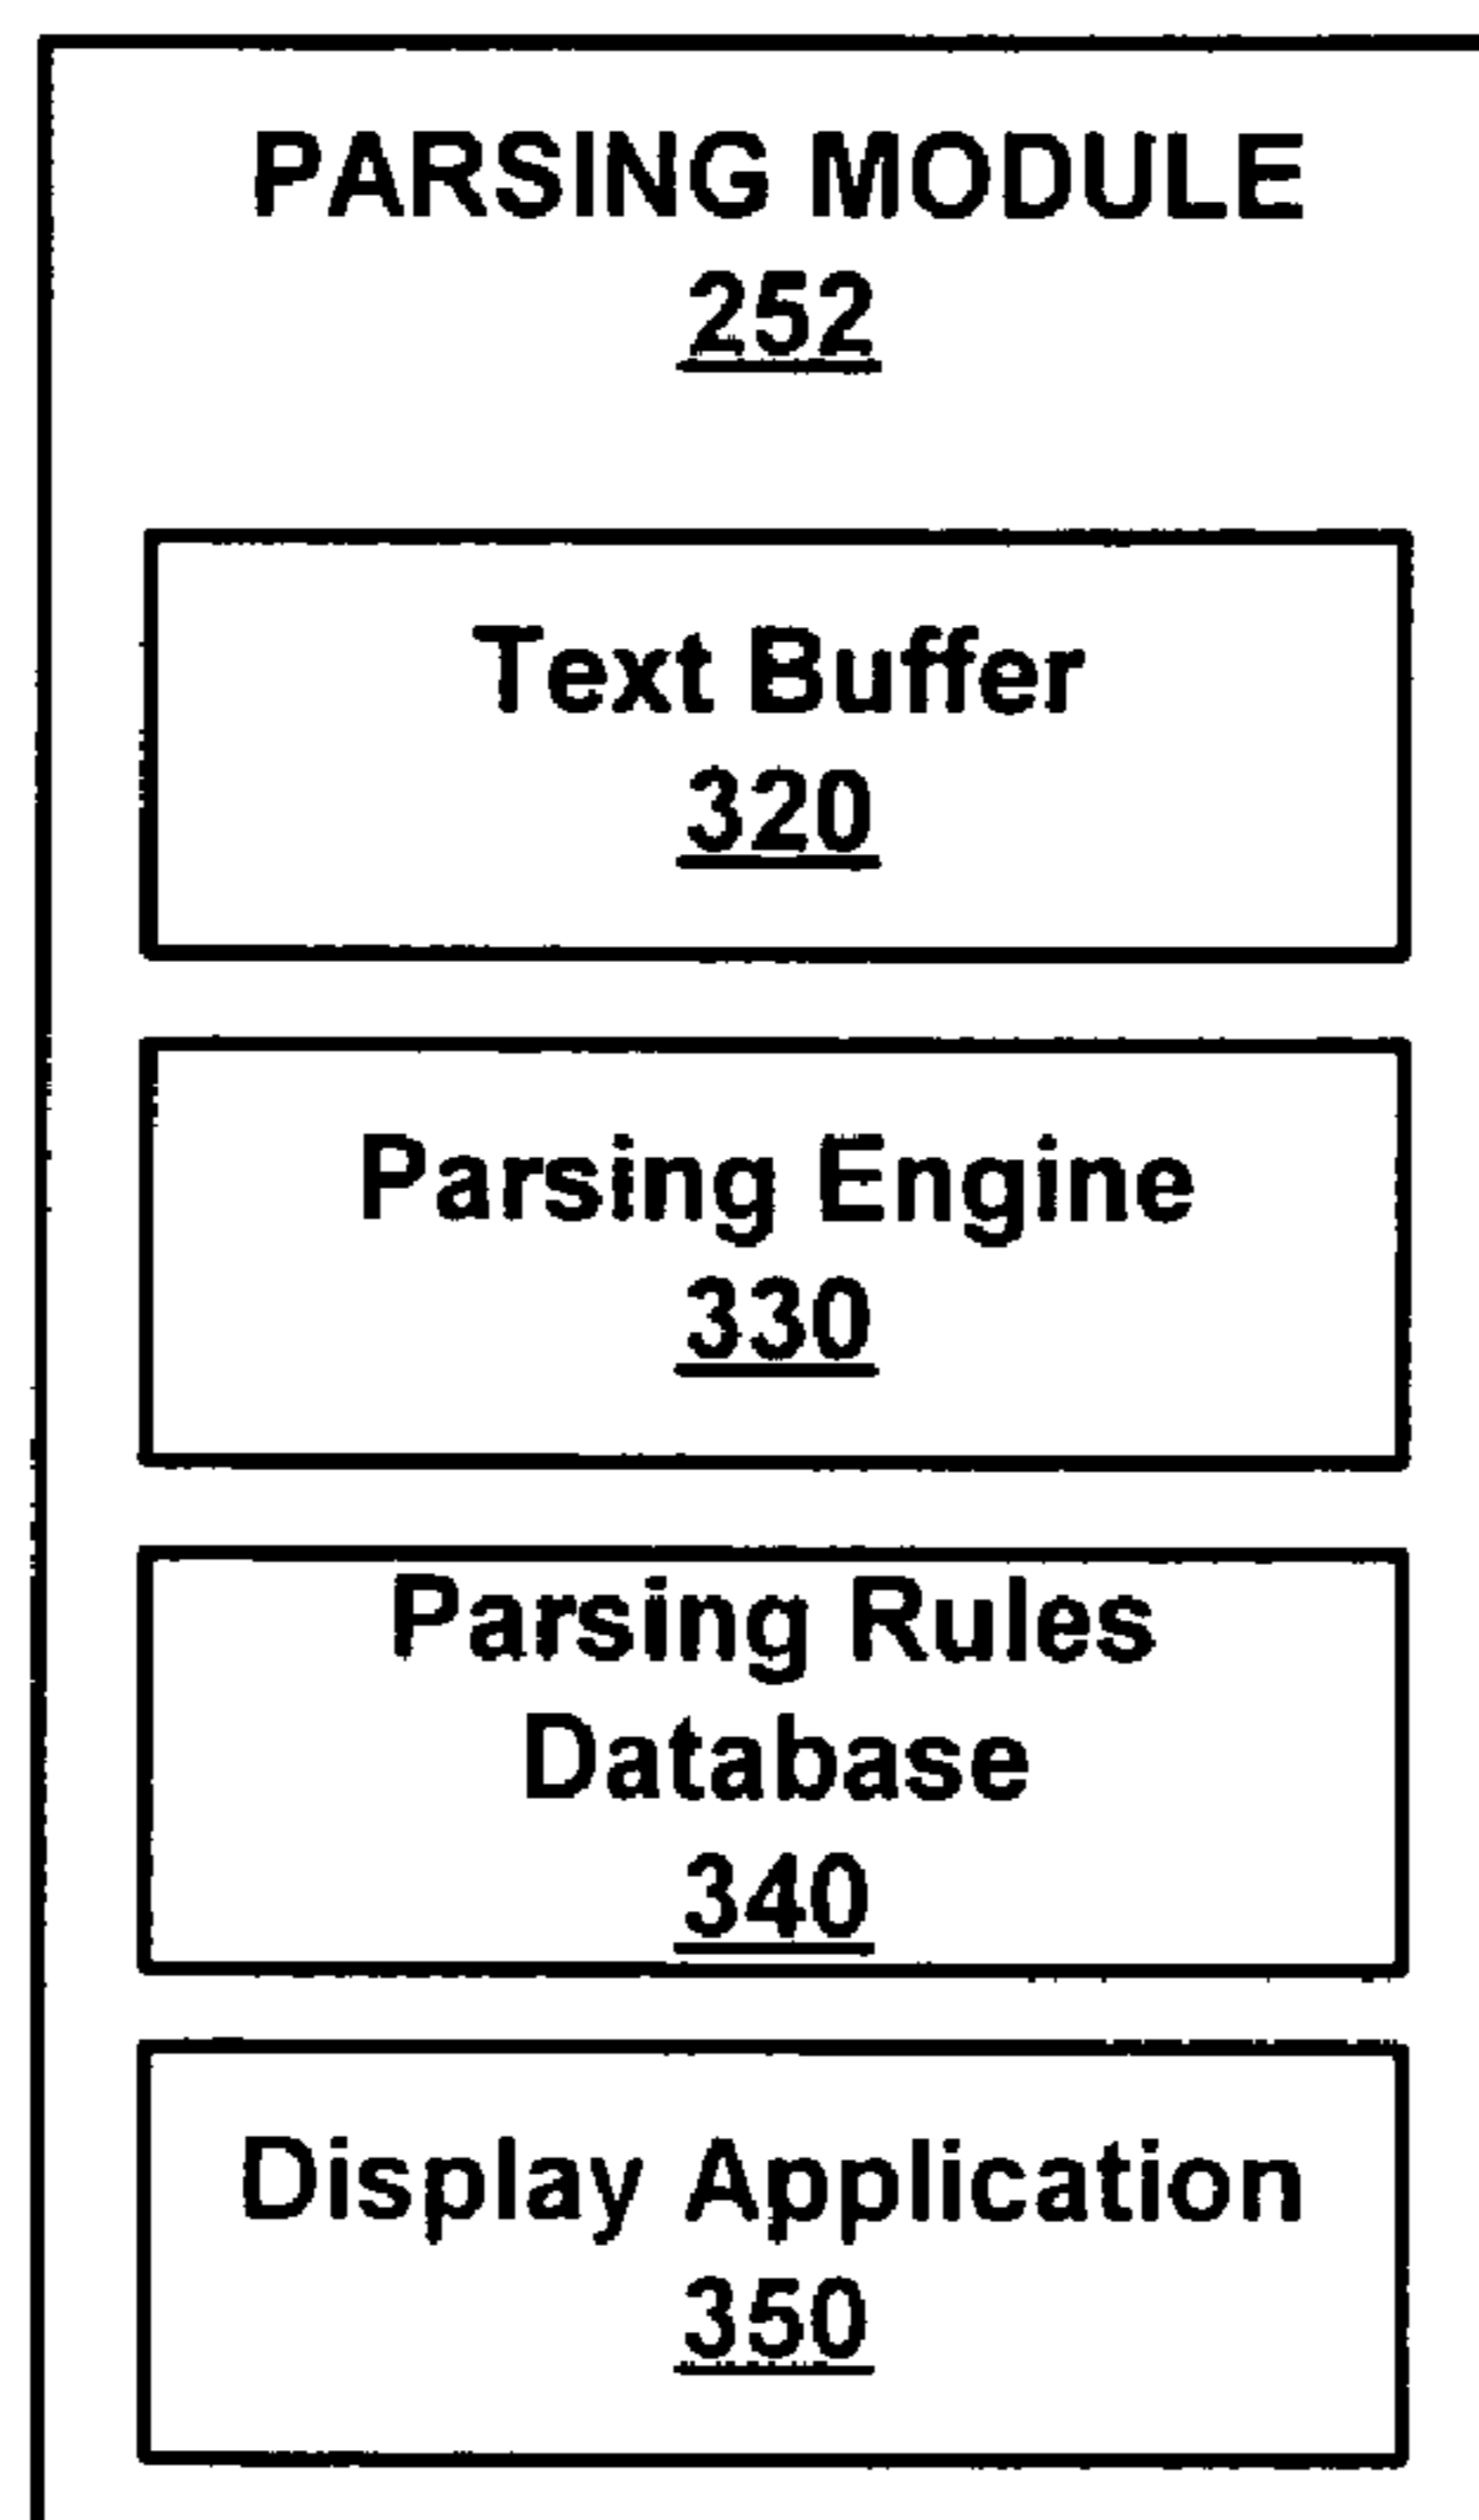 PARSING MODULE
252
Text Buffer
320
Parsing Engine
330
Parsing Rules
Database
340
Display Application
350